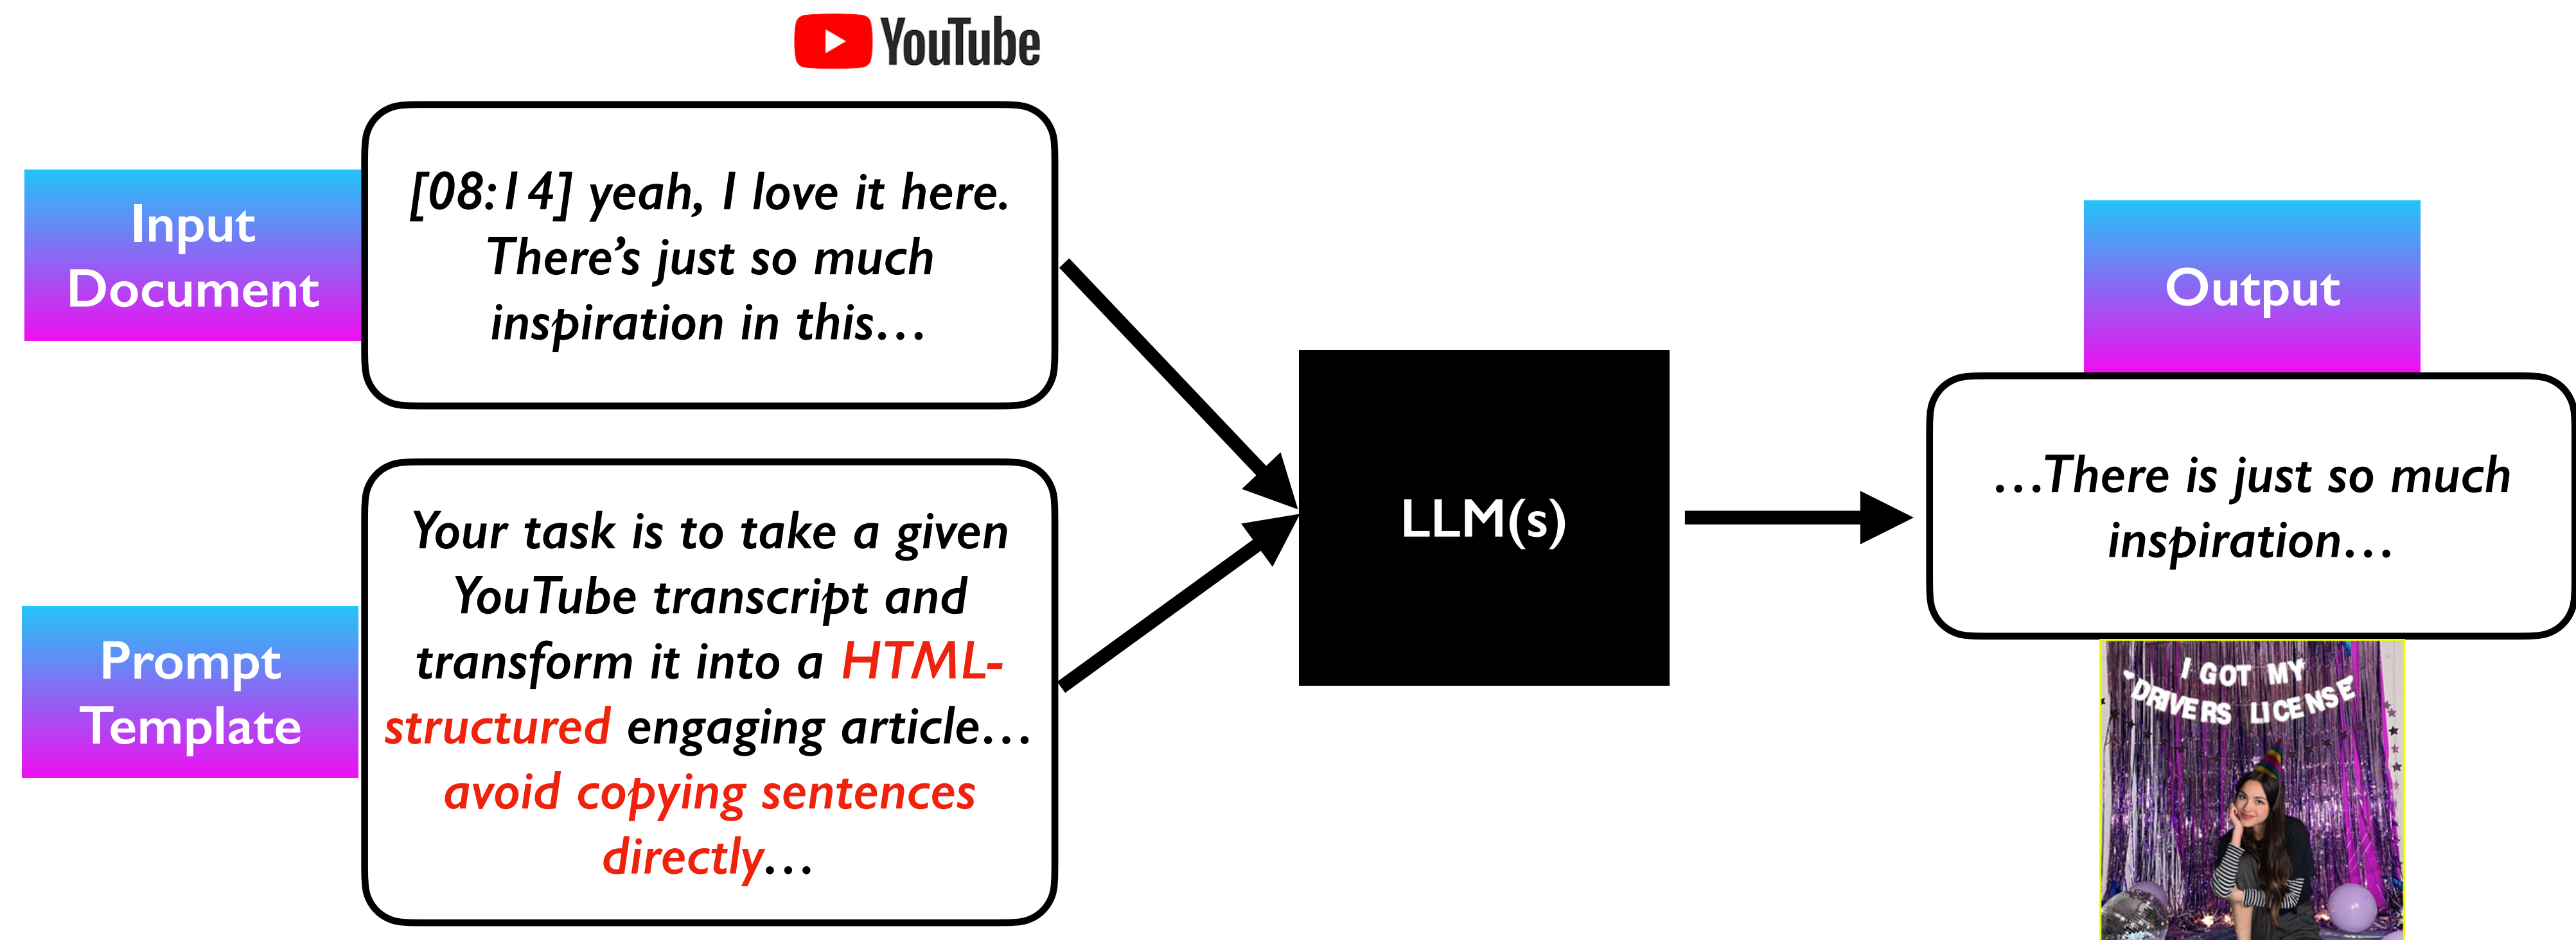 YouTube
Input
Document
[08:14] yeah, I love it here.
There’s just so much
inspiration in this…
Prompt
Template
Your task is to take a given
YouTube transcript and
transform it into a HTML-
structured engaging article…
avoid copying sentences
directly…
LLM(s)
Output
…There is just so much
inspiration…
I GOT MY
DRIVERS LICENSE